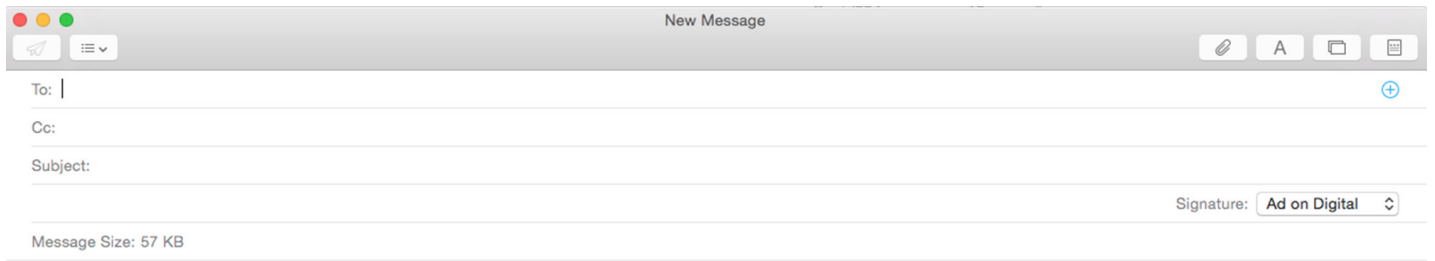 New Message
A
To:
Cc:
Subject:
Signature: Ad on Digital
Message Size: 57 KB